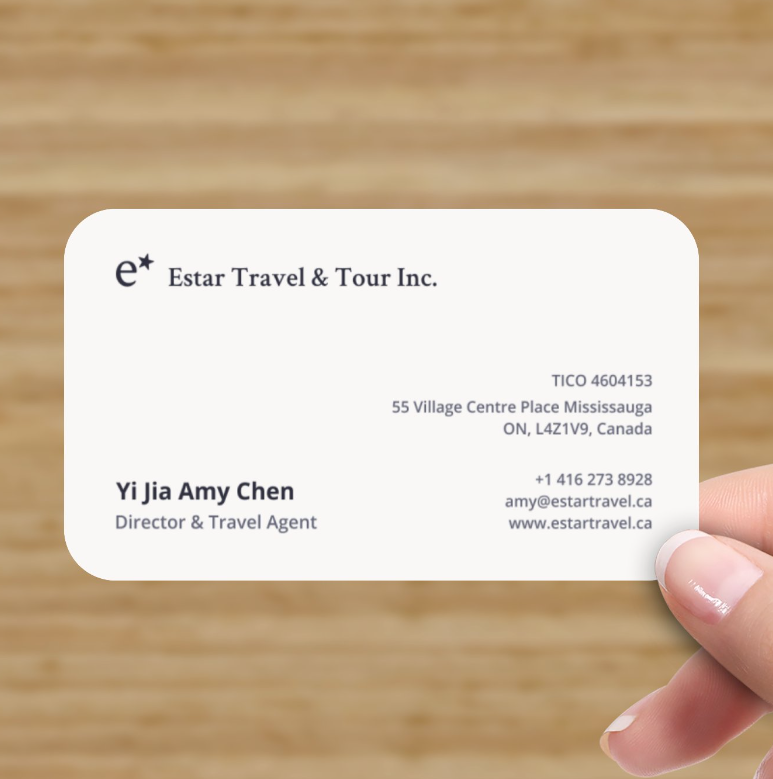 e★ Estar Travel & Tour Inc.
TICO 4604153
55 Village Centre Place Mississauga
ON, L4Z1V9, Canada
Yi Jia Amy Chen
Director & Travel Agent
+1 416 273 8928
amy@estartravel.ca
www.estartravel.ca